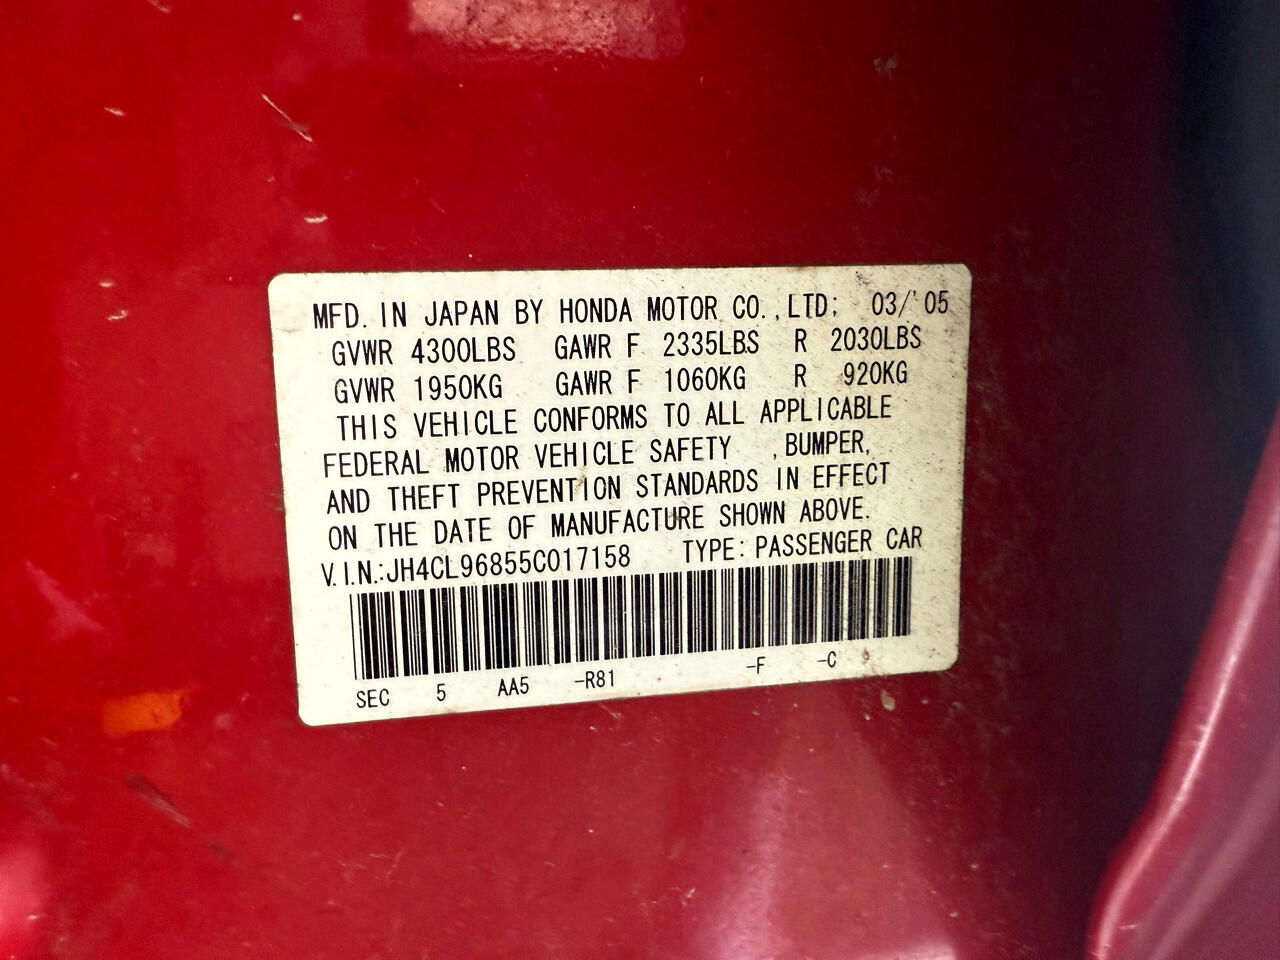 MFD. IN JAPAN BY HONDA MOTOR CO.,LTD; 03/'05
GVWR 4300LBS GAWR F 2335LBS R 2030LBS
GVWR 1950KG GAWR F 1060KG R 920KG
THIS VEHICLE CONFORMS TO ALL APPLICABLE
FEDERAL MOTOR VEHICLE SAFETY ,BUMPER,
AND THEFT PREVENTION STANDARDS IN EFFECT
ON THE DATE OF MANUFACTURE SHOWN ABOVE.
V.I.N.:JH4CL96855C017158 TYPE: PASSENGER CAR
SEC 5 AA5 -R81 -F -C